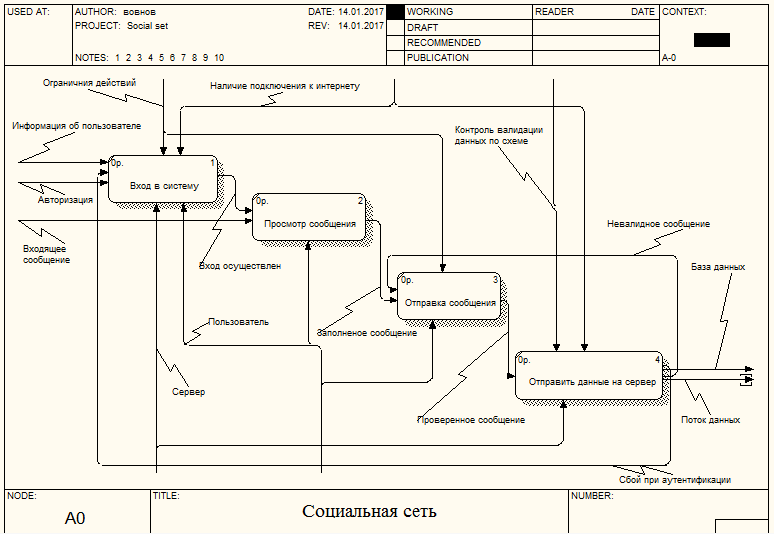 USED AT:
AUTHOR: вовнов
DATE: 14.01.2017
WORKING
READER
DATE
CONTEXT:
PROJECT: Social set
REV: 14.01.2017
DRAFT
RECOMMENDED
NOTES: 1 2 3 4 5 6 7 8 9 10
PUBLICATION
A-0
Ограничния действий
Наличие подключения к интернету
Информация об пользователе
Контроль валидации
данных по схеме
0р.
1
Вход в систему
Авторизация
0р.
2
Просмотр сообщения
Невалидное сообщение
Входящее
сообщение
Вход осуществлен
База данных
0р.
3
Отправка сообщения
Пользователь
Заполненое сообщение
0р.
4
Отправить данные на сервер
Сервер
Проверенное сообщение
Поток данных
Сбой при аутентификации
NODE:
TITLE:
NUMBER:
A0
Социальная сеть